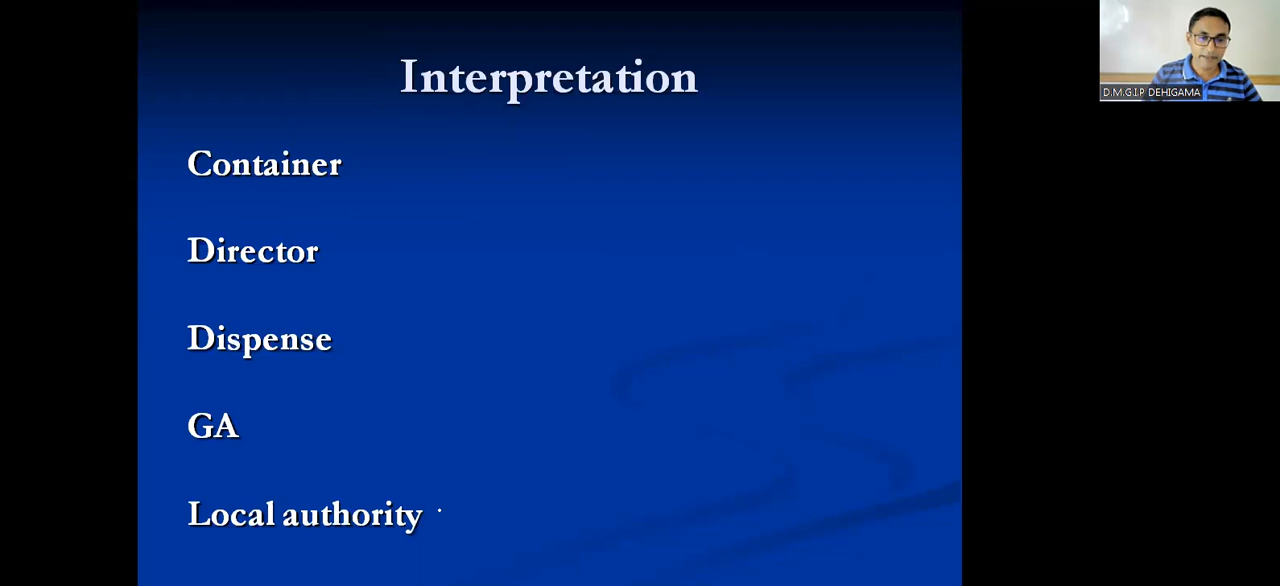 Interpretation
D.M.G.I.P DEHIGAMA
Container
Director
Dispense
GA
Local authority